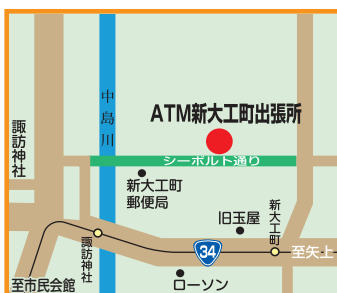 中島川
ATM新大工町出張所
諏訪神社
シーボルト通り
新大工町
郵便局
旧玉屋
新大工町
諏訪神社
34
至矢上
至市民会館
ローソン